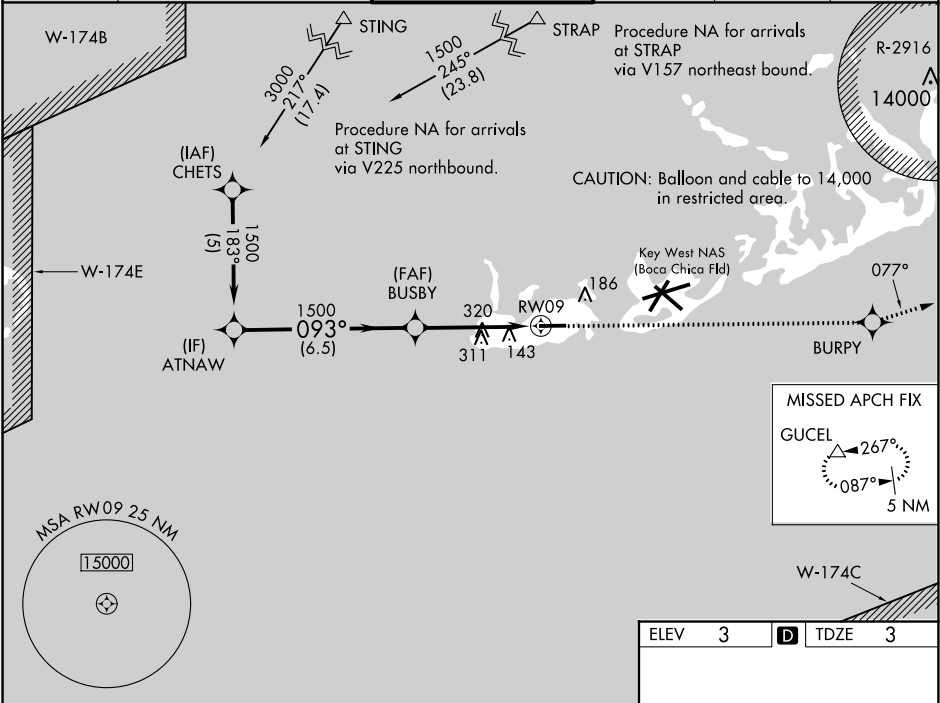 W-174B
STING
3000
217°
(17.4)
STRAP
1500
245°
(23.8)
Procedure NA for arrivals
at STRAP
via V157 northeast bound.
R-2916
14000
Procedure NA for arrivals
at STING
via V225 northbound.
(IAF)
CHETS
CAUTION: Balloon and cable to 14,000
in restricted area.
1500
183°
(5)
W-174E
Key West NAS
(Boca Chica Fld)
077°
(FAF)
BUSBY
186
RW09
320
1500
093°
(6.5)
311
143
(IF)
ATNAW
BURPY
MISSED APCH FIX
GUCEL
267°
087°
5 NM
MSA RW09 25 NM
15000
W-174C
ELEV 3 D TDZE 3